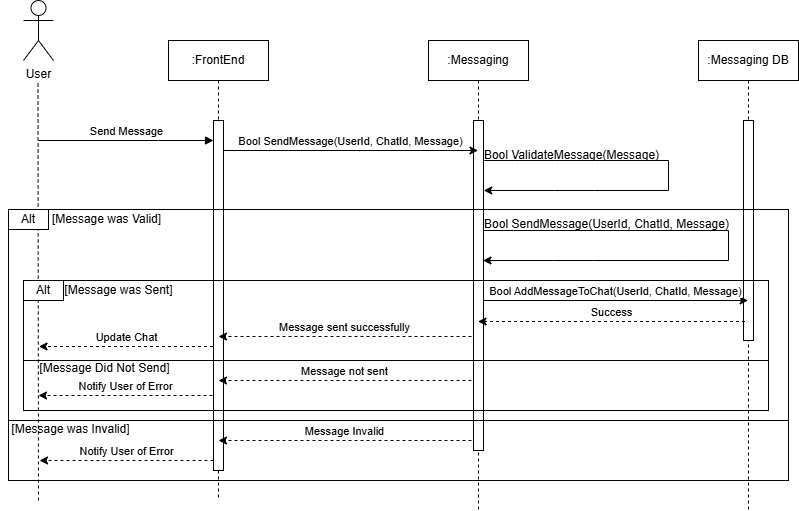 User
:FrontEnd
:Messaging
:Messaging DB
Send Message
Bool SendMessage(UserId, ChatId, Message)
Bool ValidateMessage(Message)
Alt
[Message was Valid]
Bool SendMessage(UserId, ChatId, Message)
Alt
[Message was Sent]
Bool AddMessageToChat(UserId, ChatId, Message)
Success
Message sent successfully
Update Chat
[Message Did Not Send]
Message not sent
Notify User of Error
[Message was Invalid]
Message Invalid
Notify User of Error